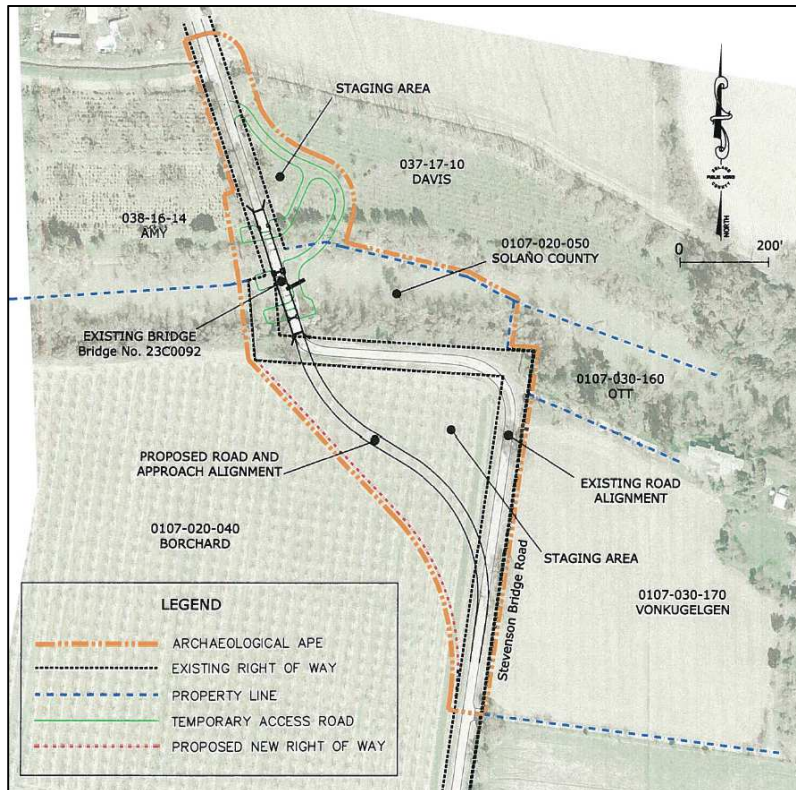 STAGING AREA
037-17-10
DAVIS
038-16-14
AMY
0107-020-050
SOLANO COUNTY
NORTH
0
200'
EXISTING BRIDGE
Bridge No. 23C0092
0107-030-160
OTT
PROPOSED ROAD AND
APPROACH ALIGNMENT
EXISTING ROAD
ALIGNMENT
0107-020-040
BORCHARD
STAGING AREA
Stevenson Bridge Road
0107-030-170
VONKUGELGEN
LEGEND
ARCHAEOLOGICAL APE
EXISTING RIGHT OF WAY
PROPERTY LINE
TEMPORARY ACCESS ROAD
PROPOSED NEW RIGHT OF WAY